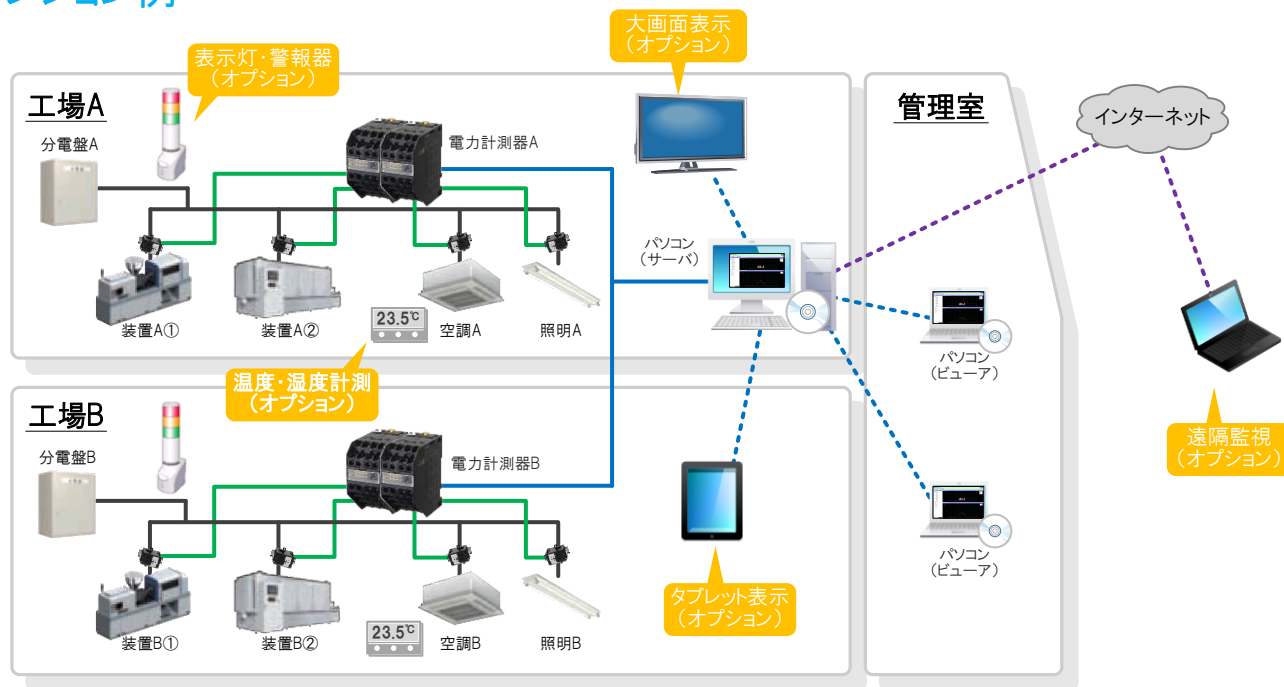 ション例
表示灯・警報器
(オプション)
大画面表示
(オプション)
工場A
分電盤A
電力計測器A
パソコン
(サーバ)
装置A①
装置A②
23.5℃
空調A
照明A
温度・湿度計測
(オプション)
管理室
インターネット
パソコン
(ビューア)
パソコン
(ビューア)
遠隔監視
(オプション)
工場B
分電盤B
電力計測器B
装置B①
装置B②
23.5℃
空調B
照明B
タブレット表示
(オプション)